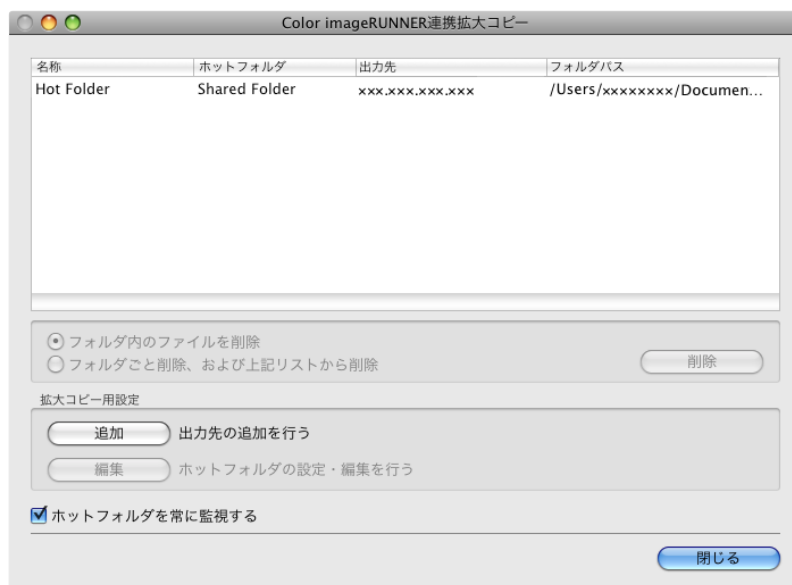 Color imageRUNNER連携拡大コピー
名称 ホットフォルダ 出力先 フォルダパス
Hot Folder Shared Folder xxx.xxx.xxx.xxx /Users/xxxxxxxx/Documen...
フォルダ内のファイルを削除
フォルダごと削除、および上記リストから削除
削除
拡大コピー用設定
追加 出力先の追加を行う
編集 ホットフォルダの設定・編集を行う
ホットフォルダを常に監視する
閉じる